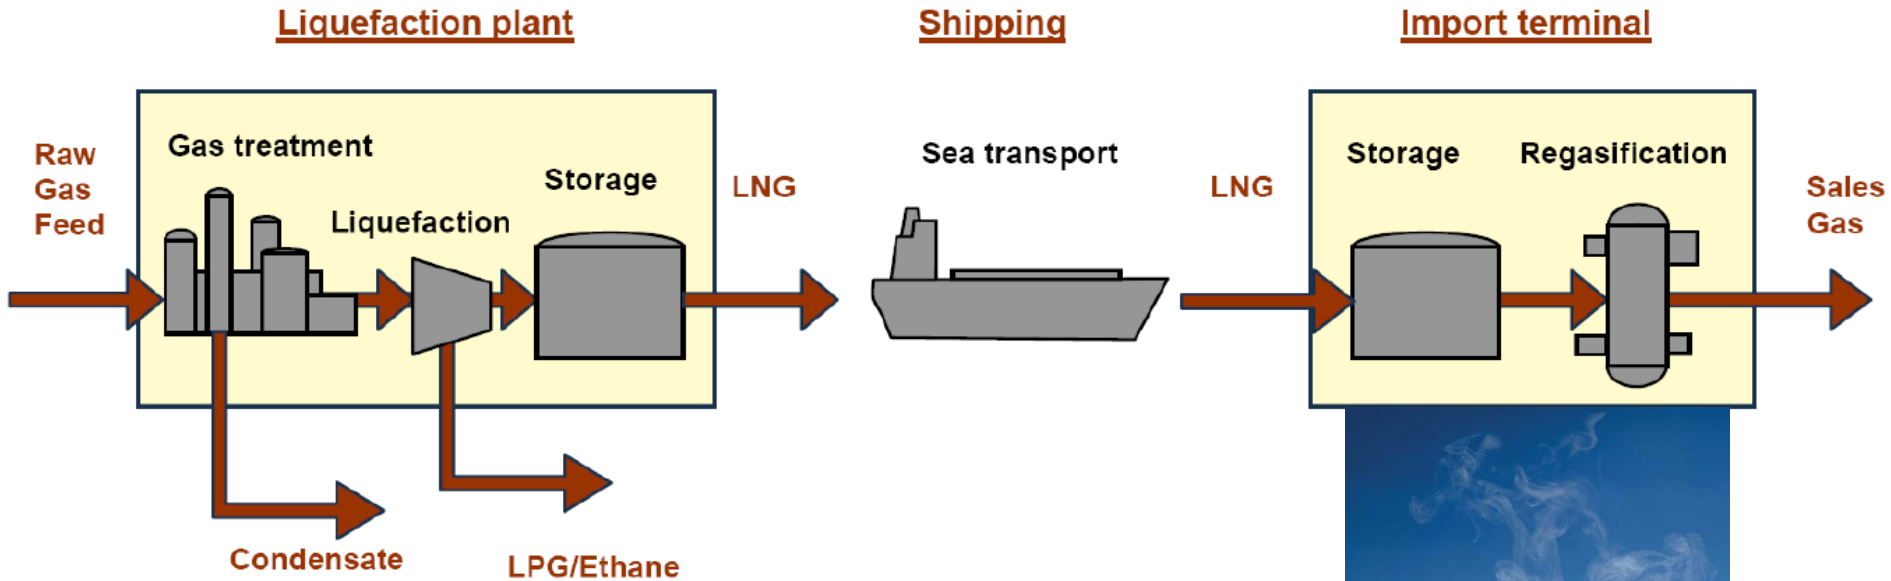 Liquefaction plant
Shipping
Import terminal
Raw
Gas
Feed
Gas treatment
Liquefaction
Storage
LNG
Sea transport
LNG
Storage
Regasification
Sales
Gas
Condensate
LPG/Ethane